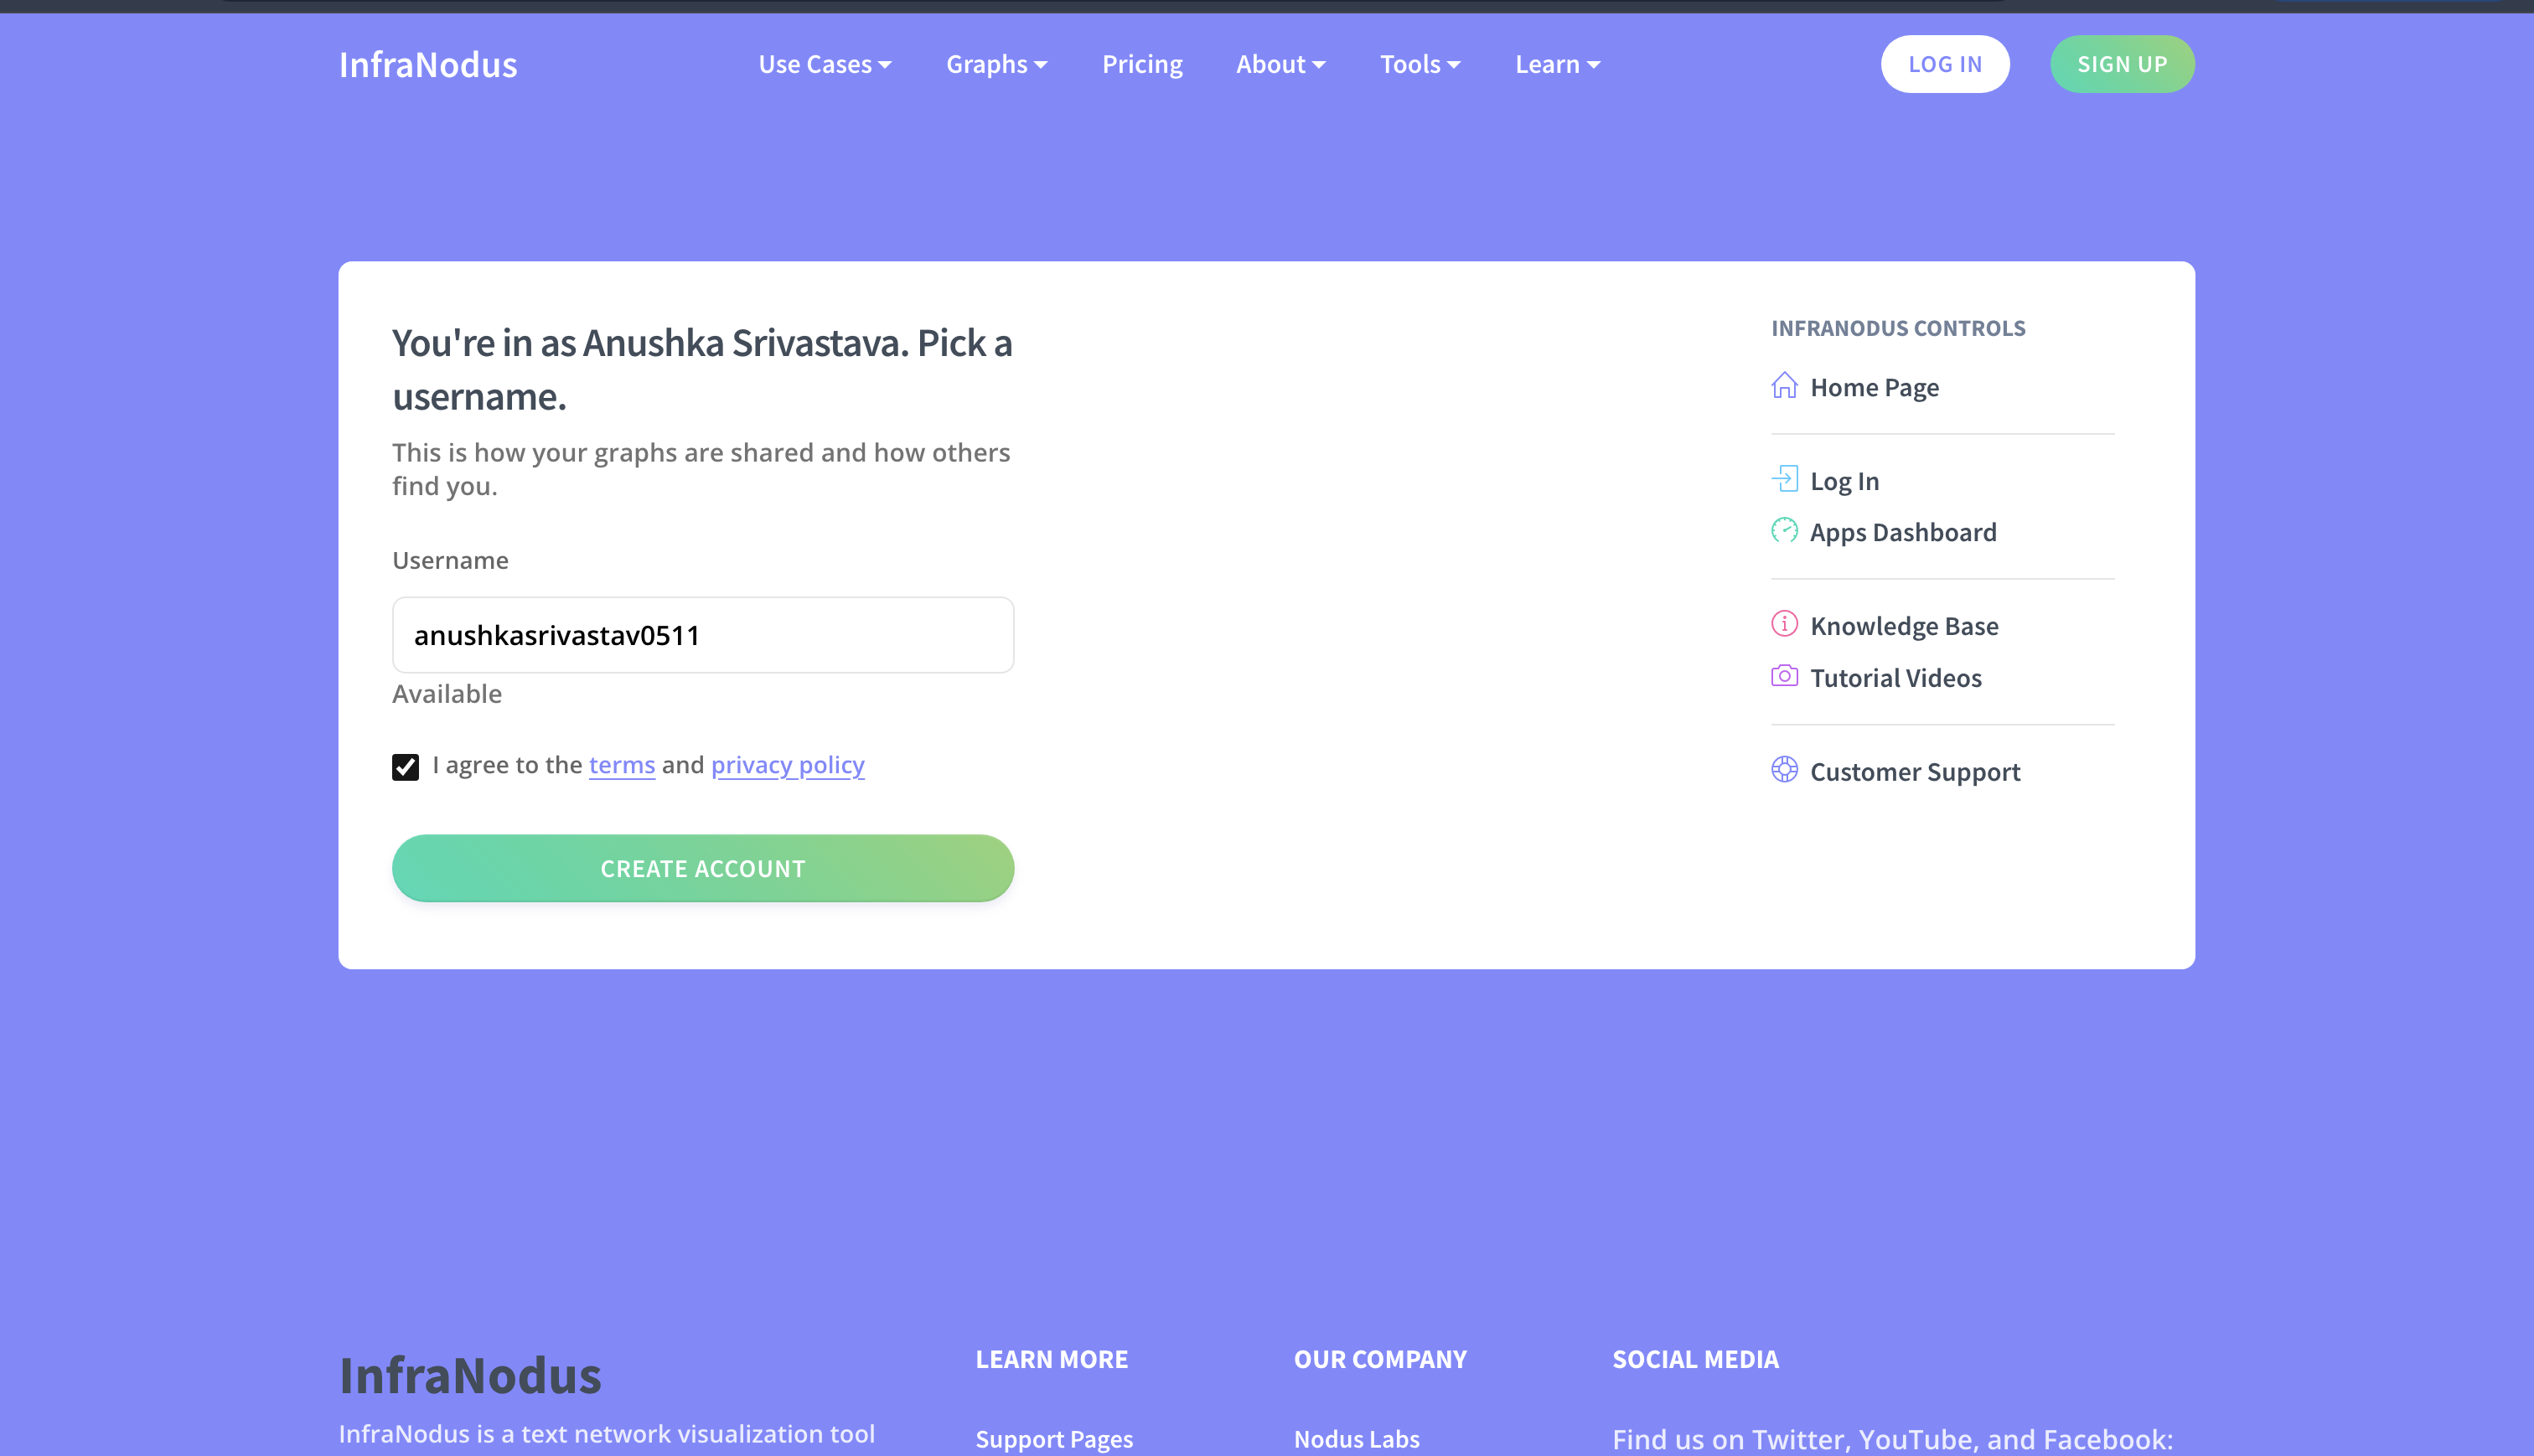 InfraNodus
Use Cases
Graphs
Pricing
About
Tools
Learn
LOG IN
SIGN UP
You're in as Anushka Srivastava. Pick a
username.
This is how your graphs are shared and how others
find you.
Username
anushkasrivastav0511
Available
I agree to the terms and privacy policy
CREATE ACCOUNT
INFRANODUS CONTROLS
Home Page
Log In
Apps Dashboard
Knowledge Base
Tutorial Videos
Customer Support
InfraNodus
InfraNodus is a text network visualization tool
LEARN MORE
Support Pages
OUR COMPANY
Nodus Labs
SOCIAL MEDIA
Find us on Twitter, YouTube, and Facebook: